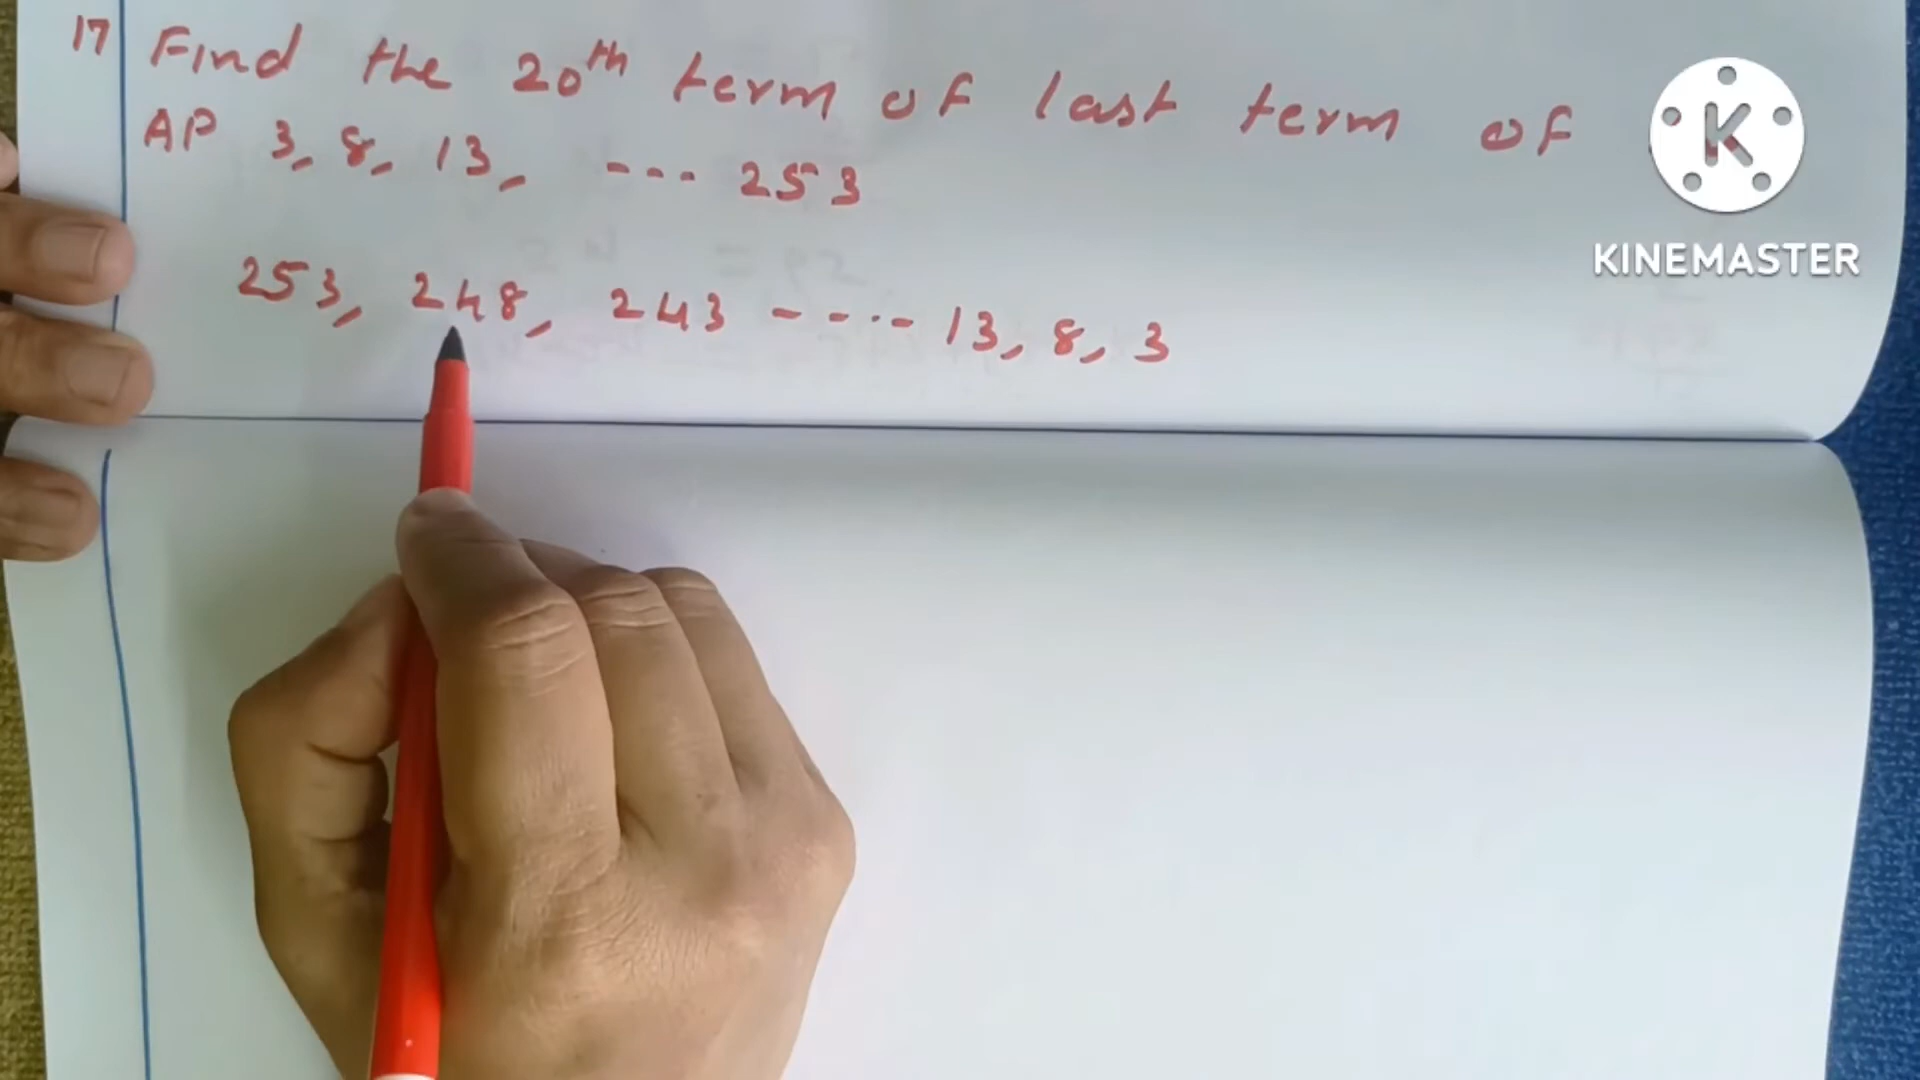 17 Find the 20th term of last term of
AP 3, 8, 13, --- 253
253, 248, 243 ---- 13, 8, 3
K
KINEMASTER